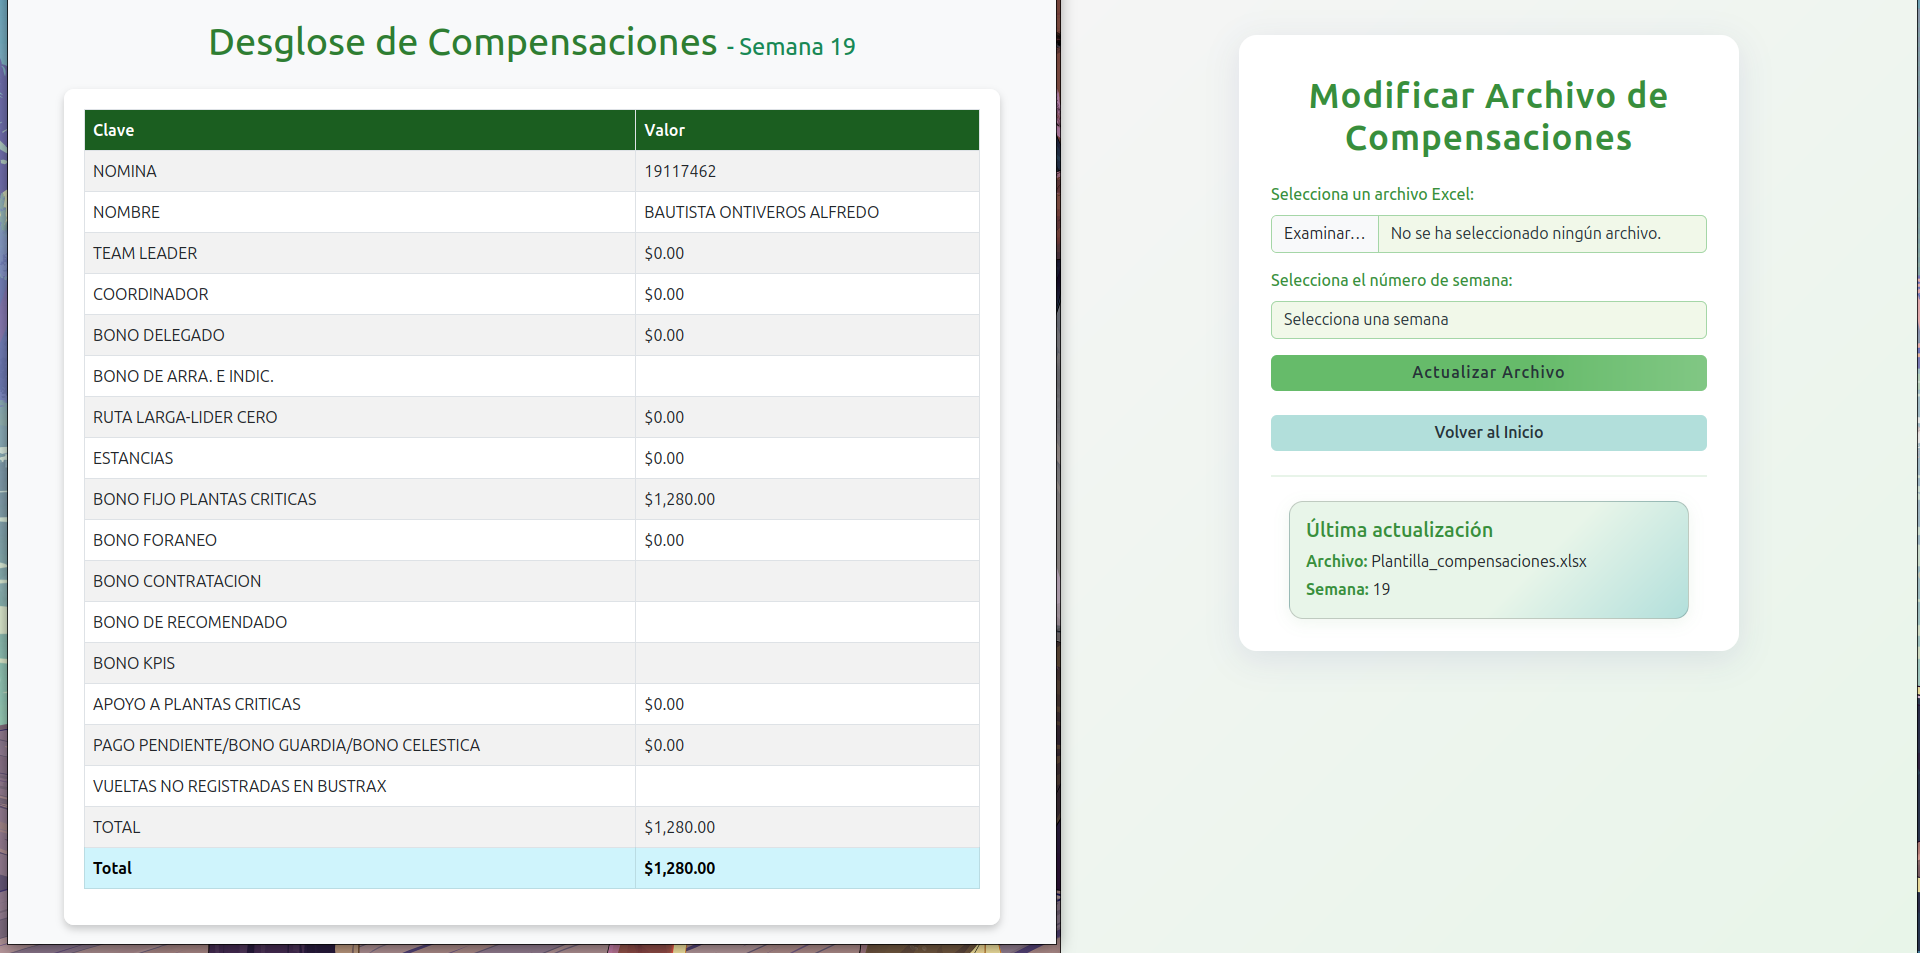 Desglose de Compensaciones - Semana 19
Clave Valor
NOMINA 19117462
NOMBRE BAUTISTA ONTIVEROS ALFREDO
TEAM LEADER $0.00
COORDINADOR $0.00
BONO DELEGADO $0.00
BONO DE ARRA. E INDIC.
RUTA LARGA-LIDER CERO $0.00
ESTANCIAS $0.00
BONO FIJO PLANTAS CRITICAS $1,280.00
BONO FORANEO $0.00
BONO CONTRATACION
BONO DE RECOMENDADO
BONO KPIS
APOYO A PLANTAS CRITICAS $0.00
PAGO PENDIENTE/BONO GUARDIA/BONO CELESTICA $0.00
VUELTAS NO REGISTRADAS EN BUSTRAX
TOTAL $1,280.00
Total $1,280.00
Modificar Archivo de
Compensaciones
Selecciona un archivo Excel:
Examinar... No se ha seleccionado ningún archivo.
Selecciona el número de semana:
Selecciona una semana
Actualizar Archivo
Volver al Inicio
Última actualización
Archivo: Plantilla_compensaciones.xlsx
Semana: 19